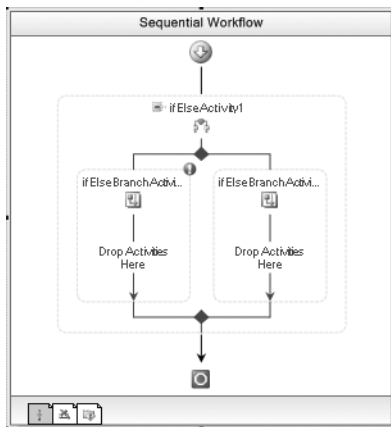 Sequential Workflow
ifElseActivity1
ifElseBranchActivi...
ifElseBranchActivi...
Drop Activities
Here
Drop Activities
Here